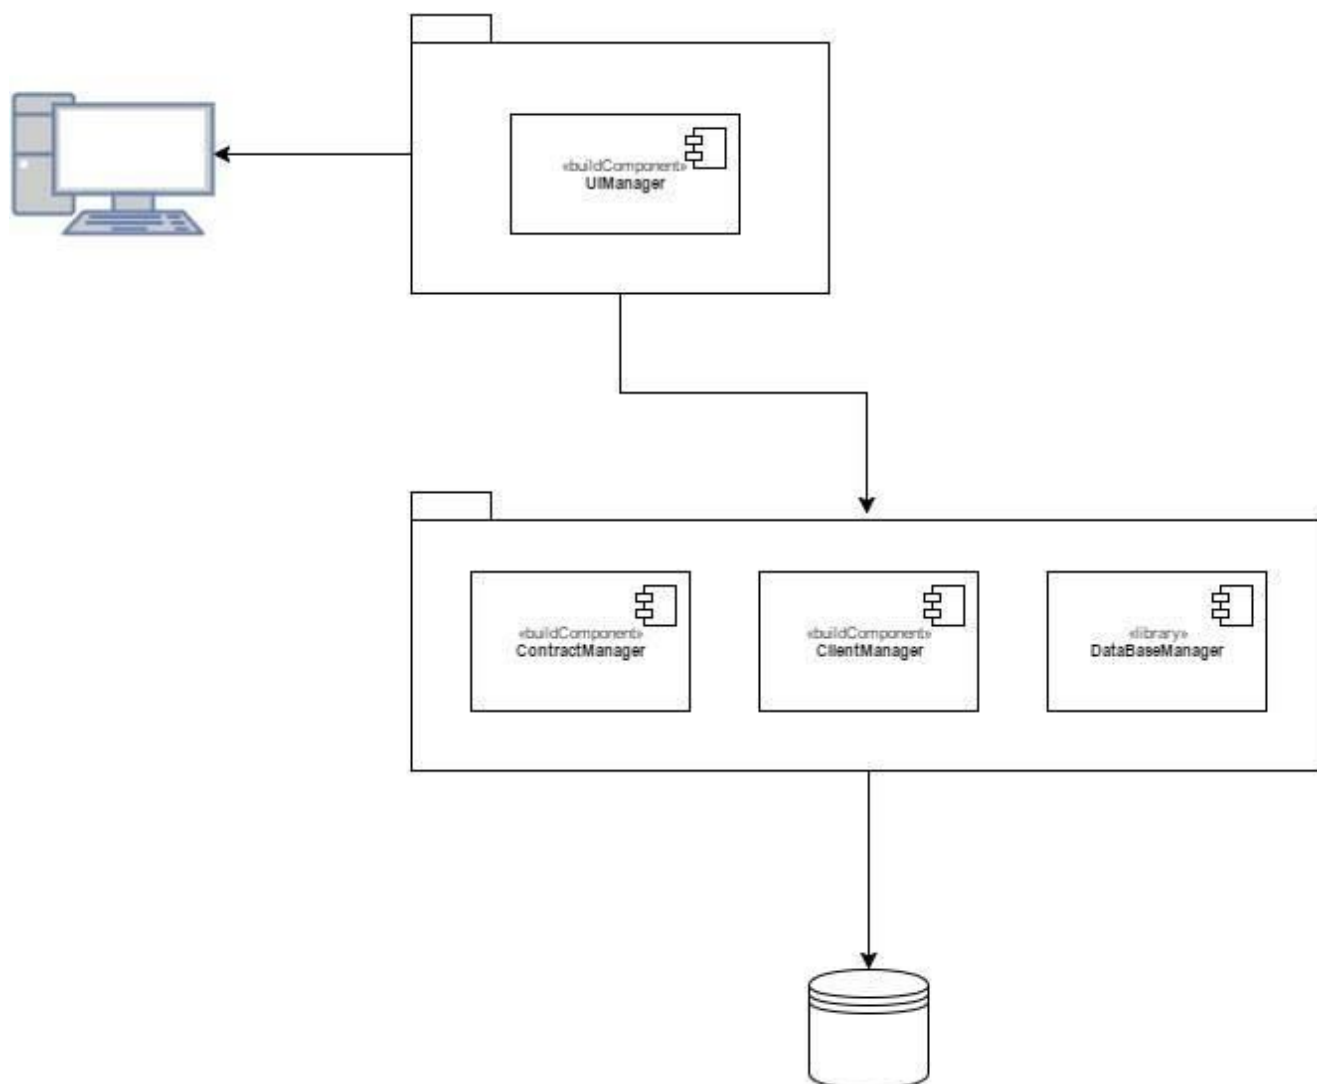 «buildComponent»
UIManager
«buildComponent»
ContractManager
«buildComponent»
ClientManager
«library»
DataBaseManager